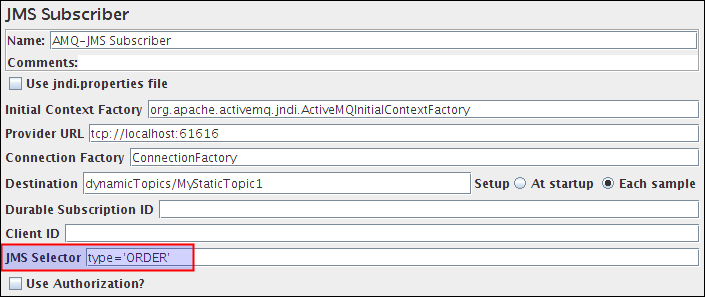 JMS Subscriber
Name: AMQ-JMS Subscriber
Comments:
Use jndi.properties file
Initial Context Factory org.apache.activemq.jndi.ActiveMQInitialContextFactory
Provider URL tcp://localhost:61616
Connection Factory ConnectionFactory
Destination dynamicTopics/MyStaticTopic1 Setup At startup Each sample
Durable Subscription ID
Client ID
JMS Selector type='ORDER'
Use Authorization?